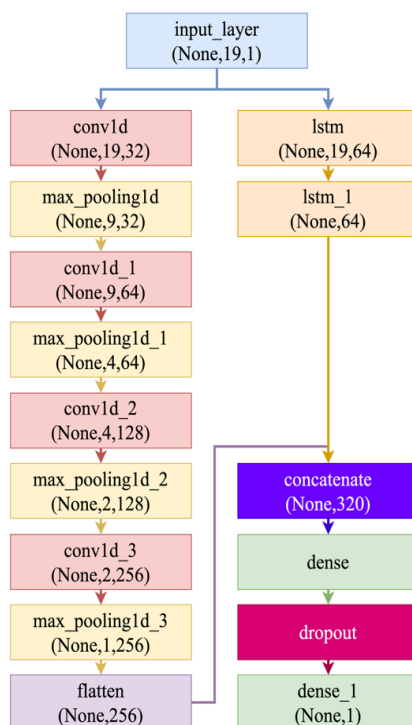 input_layer
(None,19,1)
conv1d
(None,19,32)
max_pooling1d
(None,9,32)
conv1d_1
(None,9,64)
max_pooling1d_1
(None,4,64)
conv1d_2
(None,4,128)
max_pooling1d_2
(None,2,128)
conv1d_3
(None,2,256)
max_pooling1d_3
(None,1,256)
flatten
(None,256)
lstm
(None,19,64)
lstm_1
(None,64)
concatenate
(None,320)
dense
dropout
dense_1
(None,1)